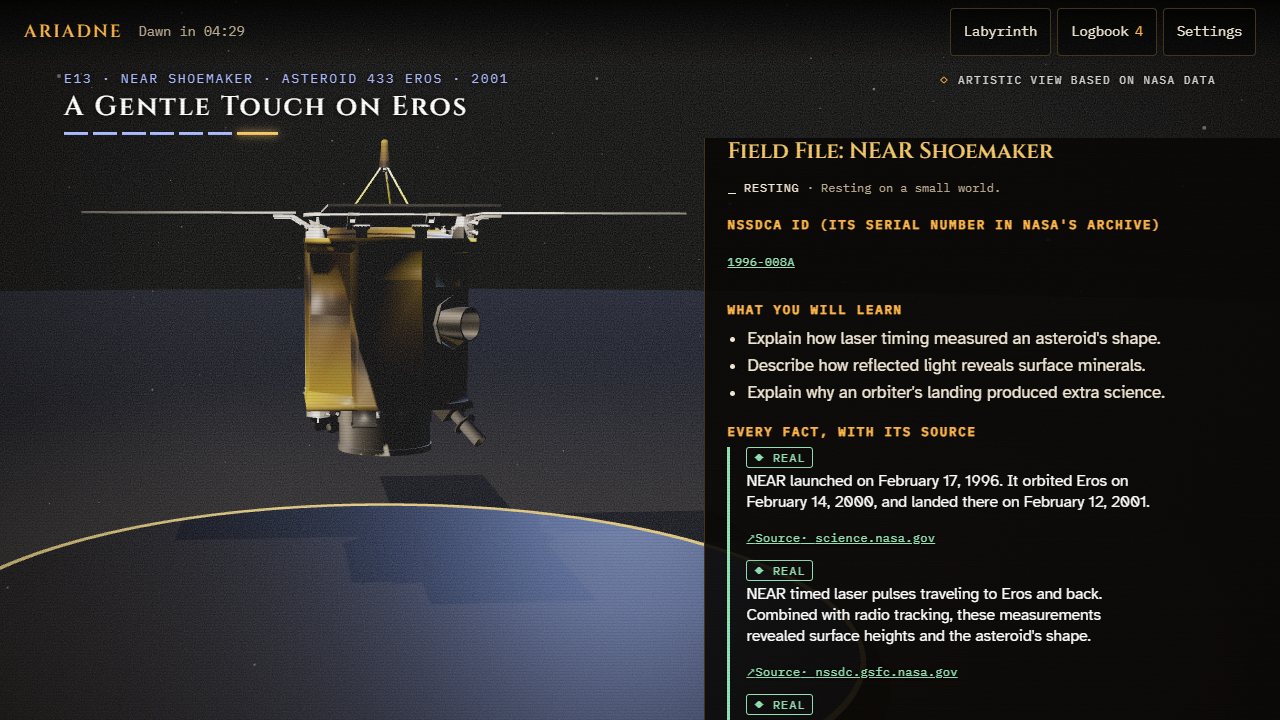 ARIADNE Dawn in 04:29 Labyrinth Logbook 4 Settings
E13 · NEAR SHOEMAKER · ASTEROID 433 EROS · 2001
◇ ARTISTIC VIEW BASED ON NASA DATA
A Gentle Touch on Eros
Field File: NEAR Shoemaker
_ RESTING · Resting on a small world.
NSSDCA ID (ITS SERIAL NUMBER IN NASA'S ARCHIVE)
1996-008A
WHAT YOU WILL LEARN
• Explain how laser timing measured an asteroid's shape.
• Describe how reflected light reveals surface minerals.
• Explain why an orbiter's landing produced extra science.
EVERY FACT, WITH ITS SOURCE
◆ REAL
NEAR launched on February 17, 1996. It orbited Eros on
February 14, 2000, and landed there on February 12, 2001.
↗Source· science.nasa.gov
◆ REAL
NEAR timed laser pulses traveling to Eros and back.
Combined with radio tracking, these measurements
revealed surface heights and the asteroid's shape.
↗Source· nssdc.gsfc.nasa.gov
◆ REAL